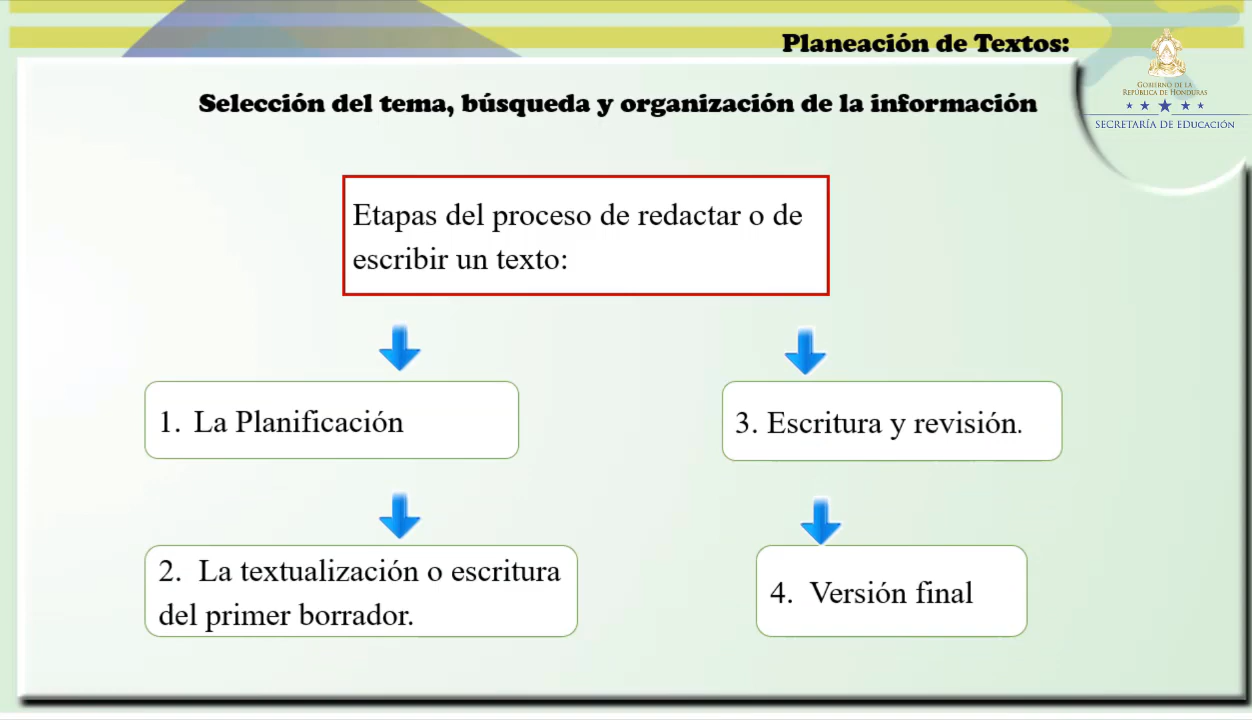 Planeación de Textos:
Selección del tema, búsqueda y organización de la información
GOBIERNO DE LA
REPÚBLICA DE HONDURAS
SECRETARÍA DE EDUCACIÓN
Etapas del proceso de redactar o de
escribir un texto:
1. La Planificación
2. La textualización o escritura
del primer borrador.
3. Escritura y revisión.
4. Versión final